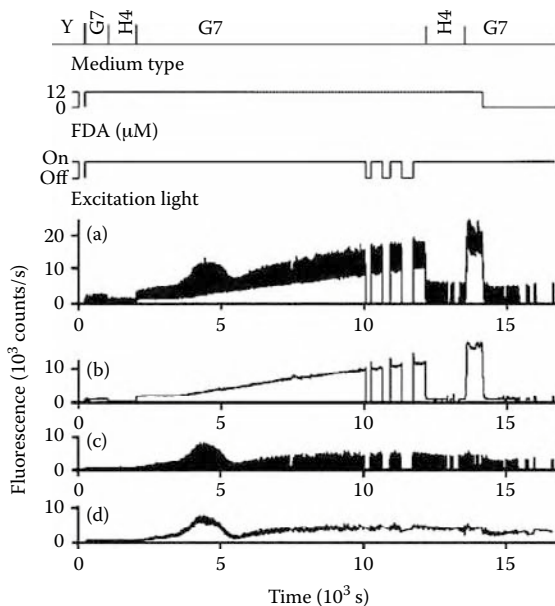 Y G7 H4 G7 H4 G7
Medium type
12
0
FDA (μM)
On
Off
Excitation light
(a)
20
10
0
0 5 10 15
(b)
10
0
0 5 10 15
(c)
10
0
0 5 10 15
(d)
10
0
0 5 10 15
Fluorescence (10³ counts/s)
Time (10³ s)